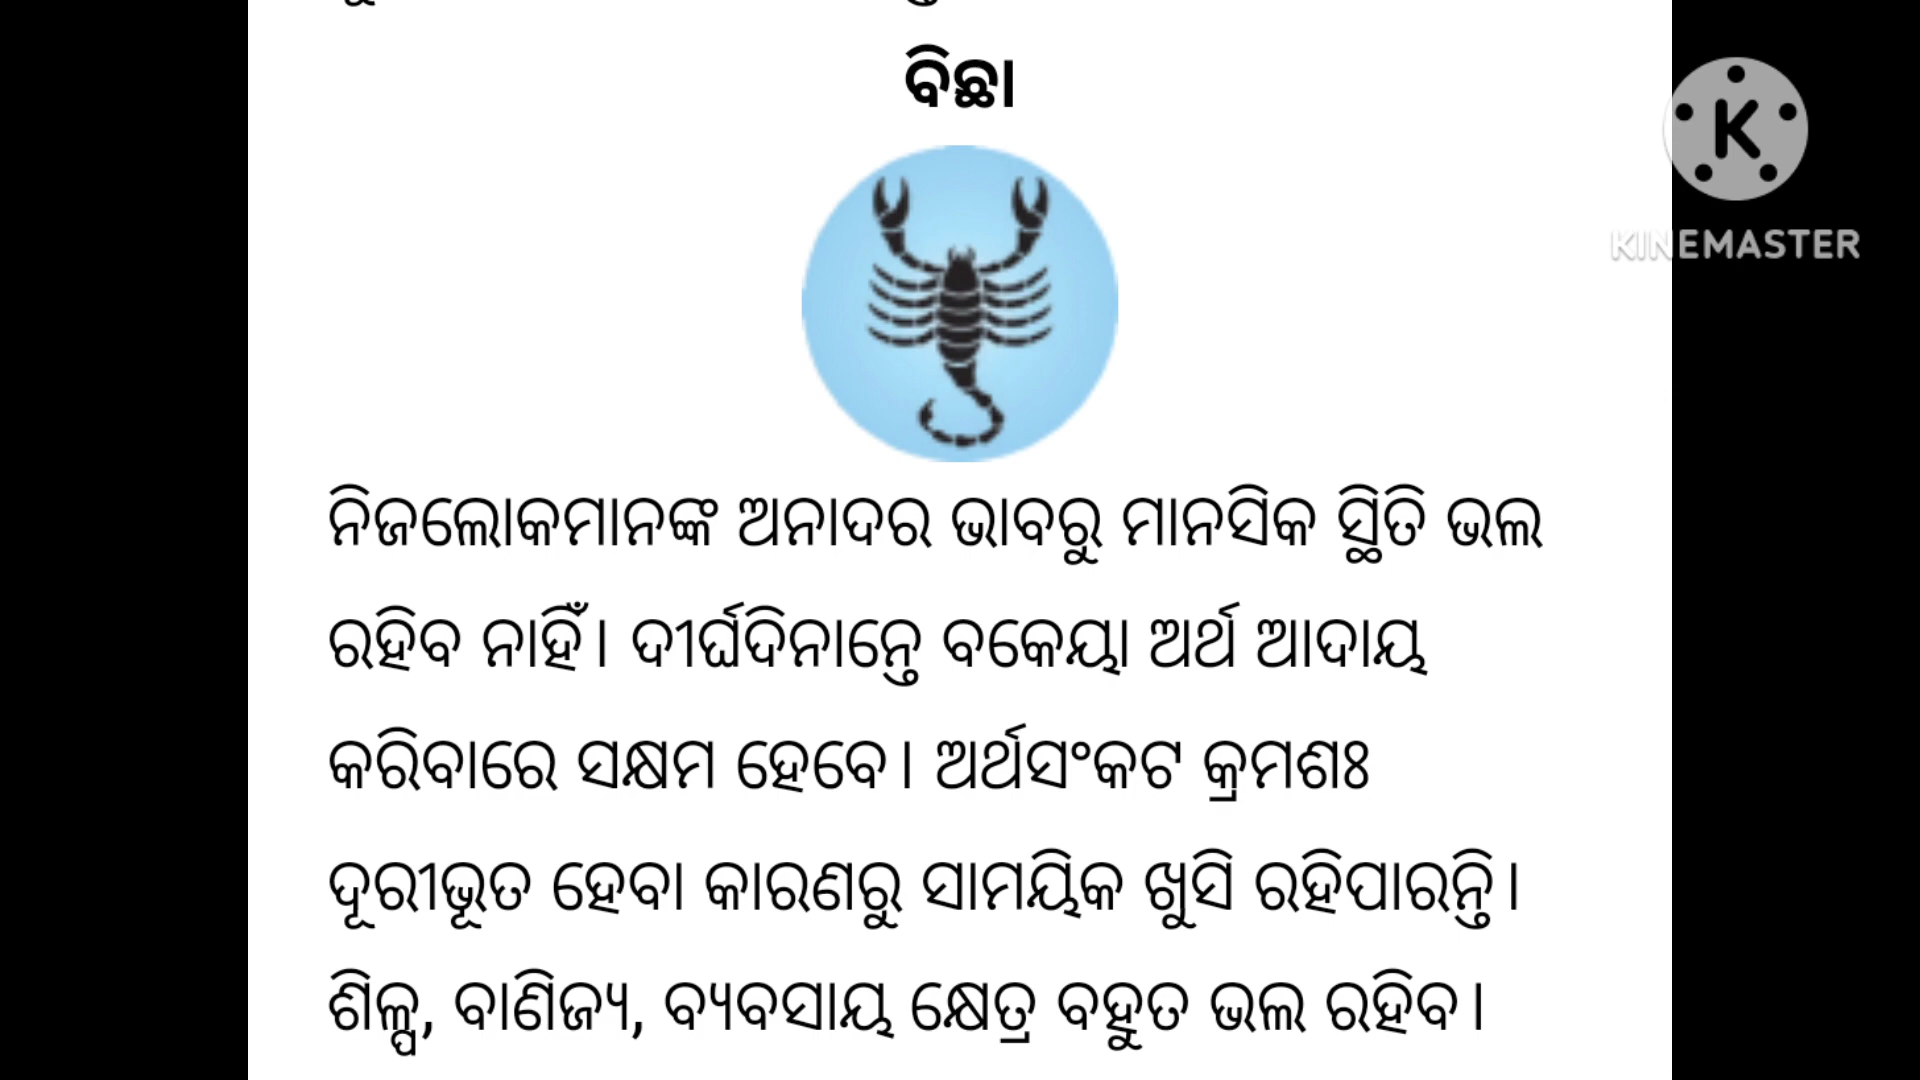 ବିଛା
K
KINEMASTER
ନିଜଲୋକମାନଙ୍କ ଅନାଦର ଭାବରୁ ମାନସିକ ସ୍ଥିତି ଭଲ
ରହିବ ନାହିଁ। ଦୀର୍ଘଦିନାନ୍ତେ ବକେୟା ଅର୍ଥ ଆଦାୟ
କରିବାରେ ସକ୍ଷମ ହେବେ। ଅର୍ଥସଂକଟ କ୍ରମଶଃ
ଦୂରୀଭୂତ ହେବା କାରଣରୁ ସାମୟିକ ଖୁସି ରହିପାରନ୍ତି।
ଶିଳ୍ପ, ବାଣିଜ୍ୟ, ବ୍ୟବସାୟ କ୍ଷେତ୍ର ବହୁତ ଭଲ ରହିବ।